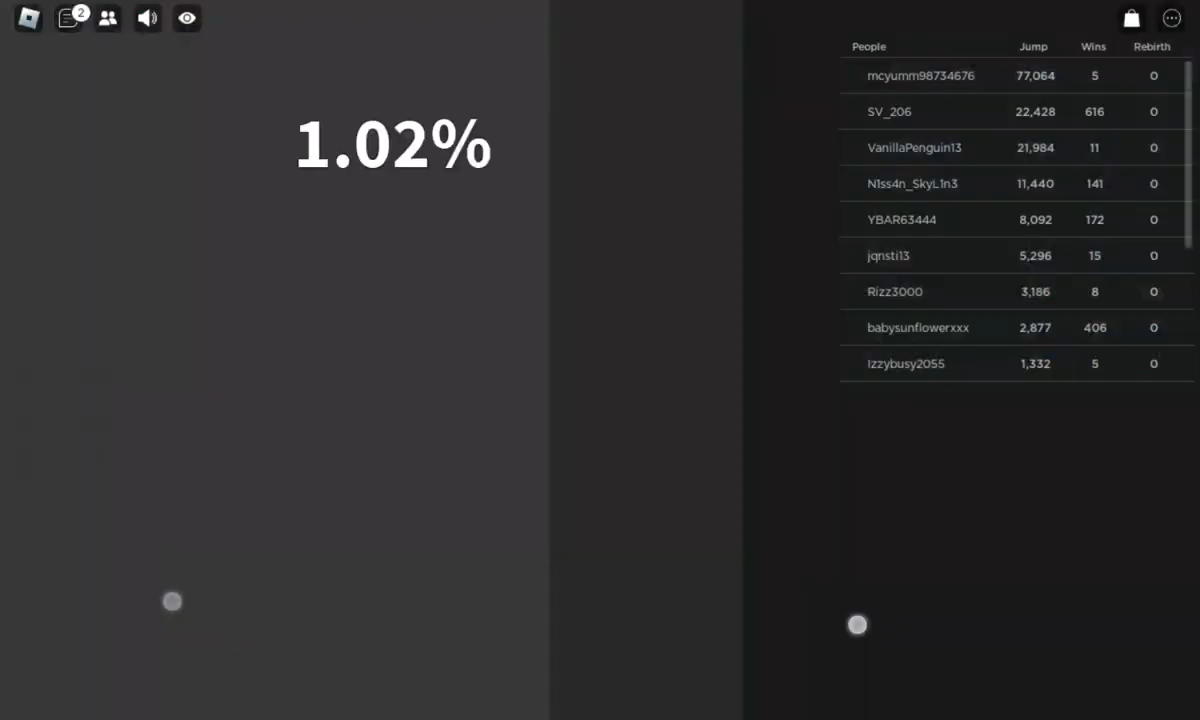 2
People Jump Wins Rebirth
mcyumm98734676 77,064 5 0
1.02%
SV_206 22,428 616 0
VanillaPenguin13 21,984 11 0
N1ss4n_SkyL1n3 11,440 141 0
YBAR63444 8,092 172 0
jqnsti13 5,296 15 0
Rizz3000 3,186 8 0
babysunflowerxxx 2,877 406 0
Izzybusy2055 1,332 5 0